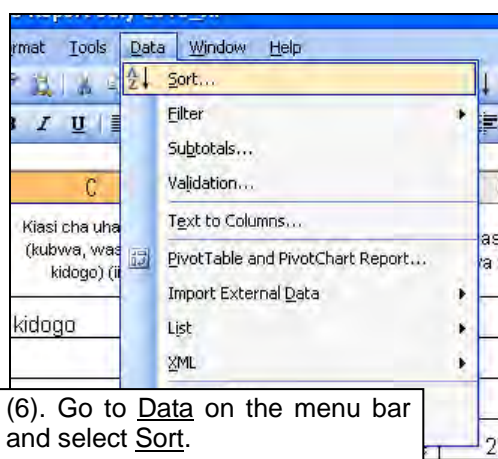 Format Tools Data Window Help
Sort...
I U
Filter
Subtotals...
C
Validation...
Kiasi cha uha
Text to Columns...
(kubwa, was
PivotTable and PivotChart Report...
kidogo) (i
Import External Data
kidogo
List
XML
(6). Go to Data on the menu bar
and select Sort.
2